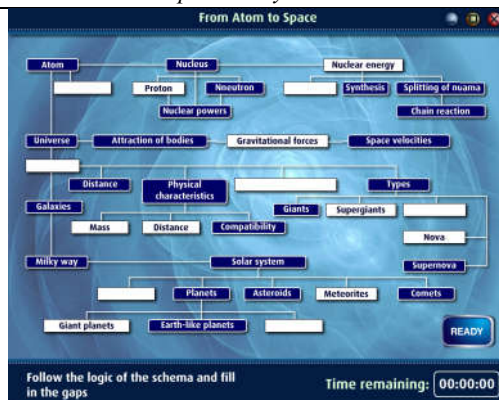 From Atom to Space
Atom
Nucleus
Nuclear energy
Proton
Nneutron
Synthesis
Splitting of nuama
Nuclear powers
Chain reaction
Universe
Attraction of bodies
Gravitational forces
Space velocities
Distance
Physical
characteristics
Types
Galaxies
Giants
Supergiants
Mass
Distance
Compatibility
Nova
Milky way
Solar system
Supernova
Planets
Asteroids
Meteorites
Comets
Giant planets
Earth-like planets
READY
Follow the logic of the schema and fill
in the gaps
Time remaining: 00:00:00